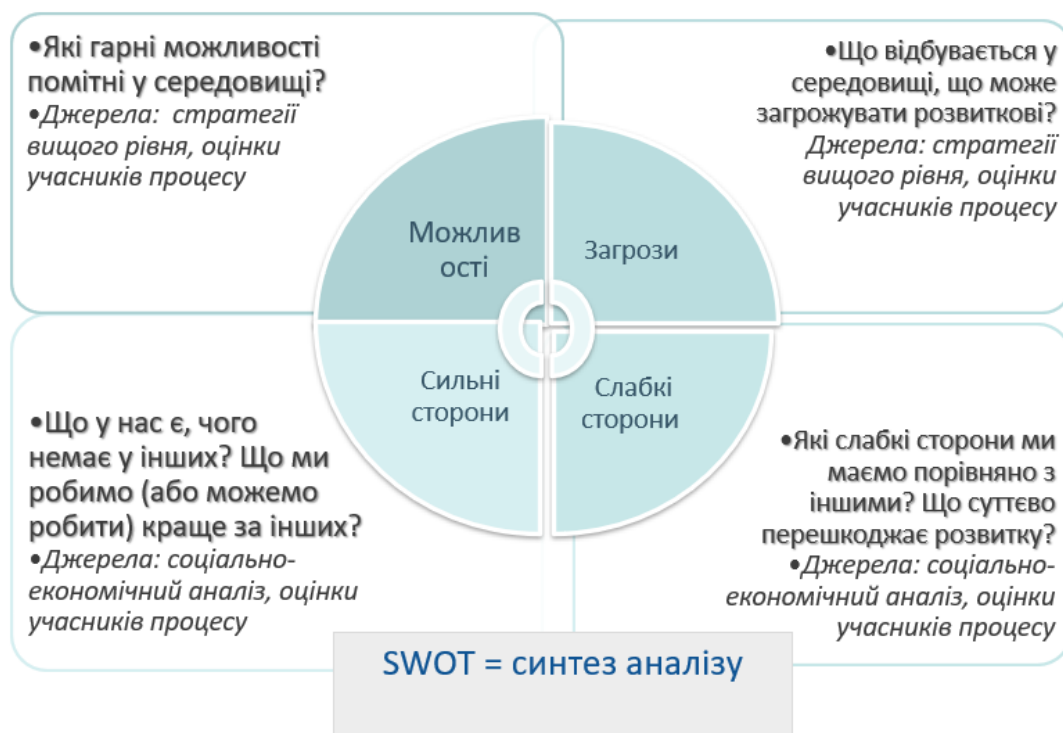 •Які гарні можливості
помітні у середовищі?
•Джерела: стратегії
вищого рівня, оцінки
учасників процесу
•Що відбувається у
середовищі, що може
загрожувати розвиткові?
Джерела: стратегії
вищого рівня, оцінки
учасників процесу
Можлив
ості
Загрози
Сильні
сторони
Слабкі
сторони
•Що у нас є, чого
немає у інших? Що ми
робимо (або можемо
робити) краще за інших?
•Джерела: соціально-
економічний аналіз, оцінки
учасників процесу
•Які слабкі сторони ми
маємо порівняно з
іншими? Що суттєво
перешкоджає розвитку?
•Джерела: соціально-
економічний аналіз, оцінки
учасників процесу
SWOT = синтез аналізу